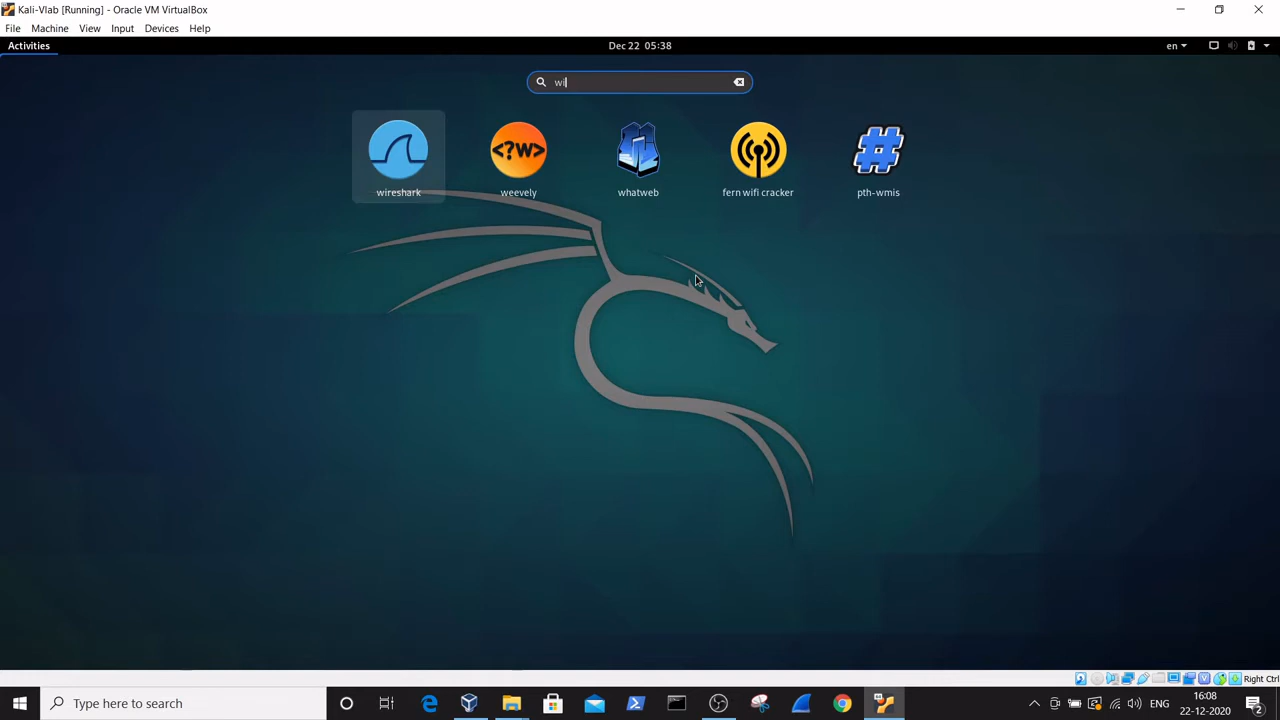 Kali-Vlab [Running] - Oracle VM VirtualBox
File Machine View Input Devices Help
Activities
Dec 22 05:38
en
wi
<?w>
#
wireshark
weevely
whatweb
fern wifi cracker
pth-wmis
Right Ctrl
Type here to search
ENG
16:08
22-12-2020
2